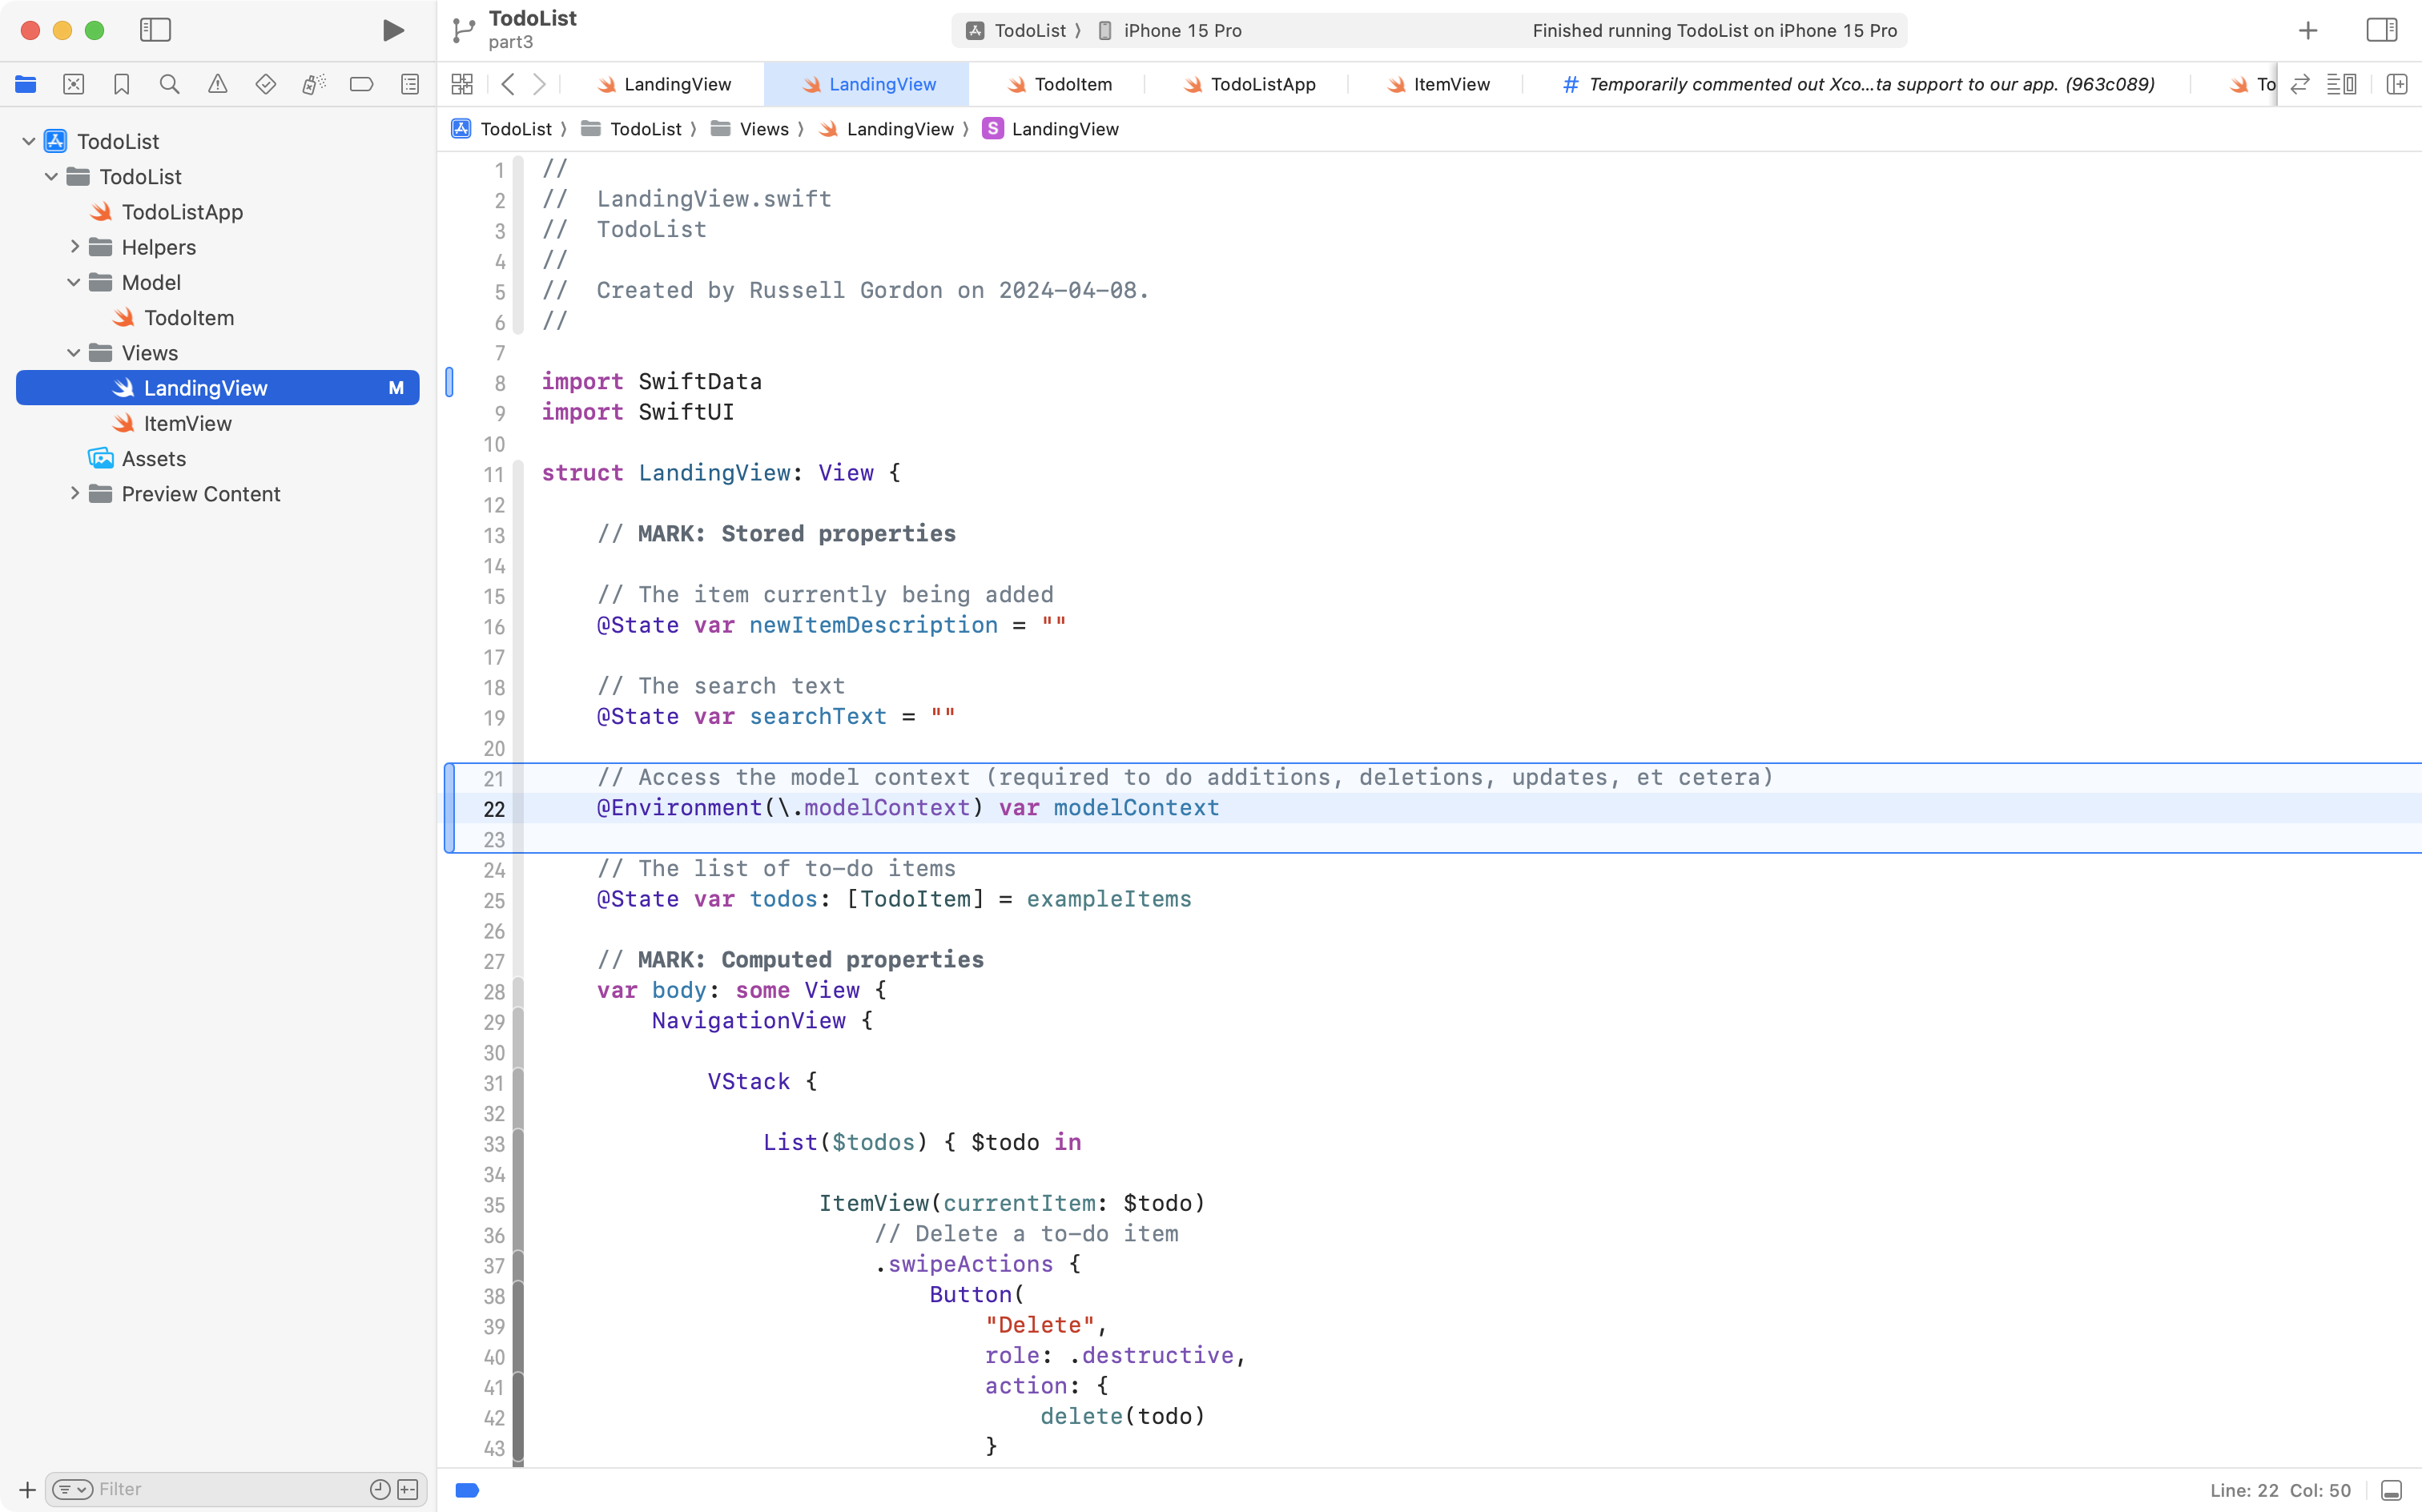 TodoList
part3
TodoList ⟩ iPhone 15 Pro
Finished running TodoList on iPhone 15 Pro
LandingView
LandingView
TodoItem
TodoListApp
ItemView
# Temporarily commented out Xco...ta support to our app. (963c089)
To
TodoList ⟩ TodoList ⟩ Views ⟩ LandingView ⟩ S LandingView
TodoList
TodoList
TodoListApp
Helpers
Model
TodoItem
Views
LandingView M
ItemView
Assets
Preview Content
Filter
1 //
2 //  LandingView.swift
3 //  TodoList
4 //
5 //  Created by Russell Gordon on 2024-04-08.
6 //
7
8 import SwiftData
9 import SwiftUI
10
11 struct LandingView: View {
12
13     // MARK: Stored properties
14
15     // The item currently being added
16     @State var newItemDescription = ""
17
18     // The search text
19     @State var searchText = ""
20
21     // Access the model context (required to do additions, deletions, updates, et cetera)
22     @Environment(\.modelContext) var modelContext
23
24     // The list of to-do items
25     @State var todos: [TodoItem] = exampleItems
26
27     // MARK: Computed properties
28     var body: some View {
29         NavigationView {
30
31             VStack {
32
33                 List($todos) { $todo in
34
35                     ItemView(currentItem: $todo)
36                         // Delete a to-do item
37                         .swipeActions {
38                             Button(
39                                 "Delete",
40                                 role: .destructive,
41                                 action: {
42                                     delete(todo)
43                                 }
Line: 22 Col: 50